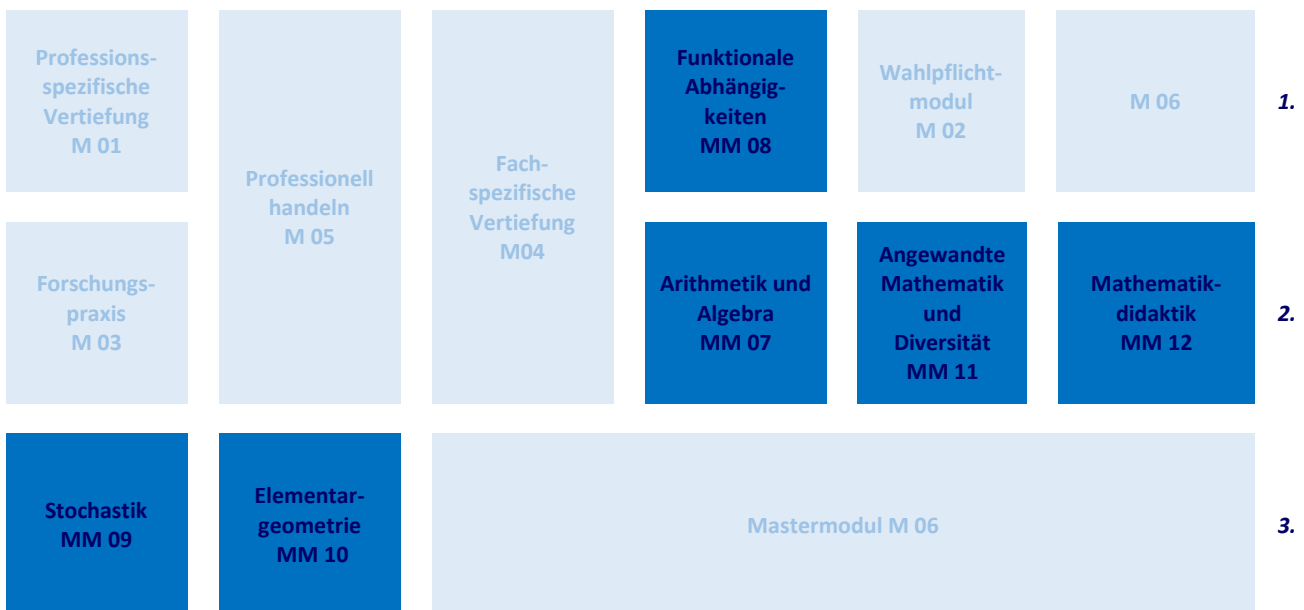 Professions-
spezifische
Vertiefung
M 01
Professionell
handeln
M 05
Fach-
spezifische
Vertiefung
M04
Funktionale
Abhängig-
keiten
MM 08
Wahlpflicht-
modul
M 02
M 06
1.
Forschungs-
praxis
M 03
Arithmetik und
Algebra
MM 07
Angewandte
Mathematik
und
Diversität
MM 11
Mathematik-
didaktik
MM 12
2.
Stochastik
MM 09
Elementar-
geometrie
MM 10
Mastermodul M 06
3.